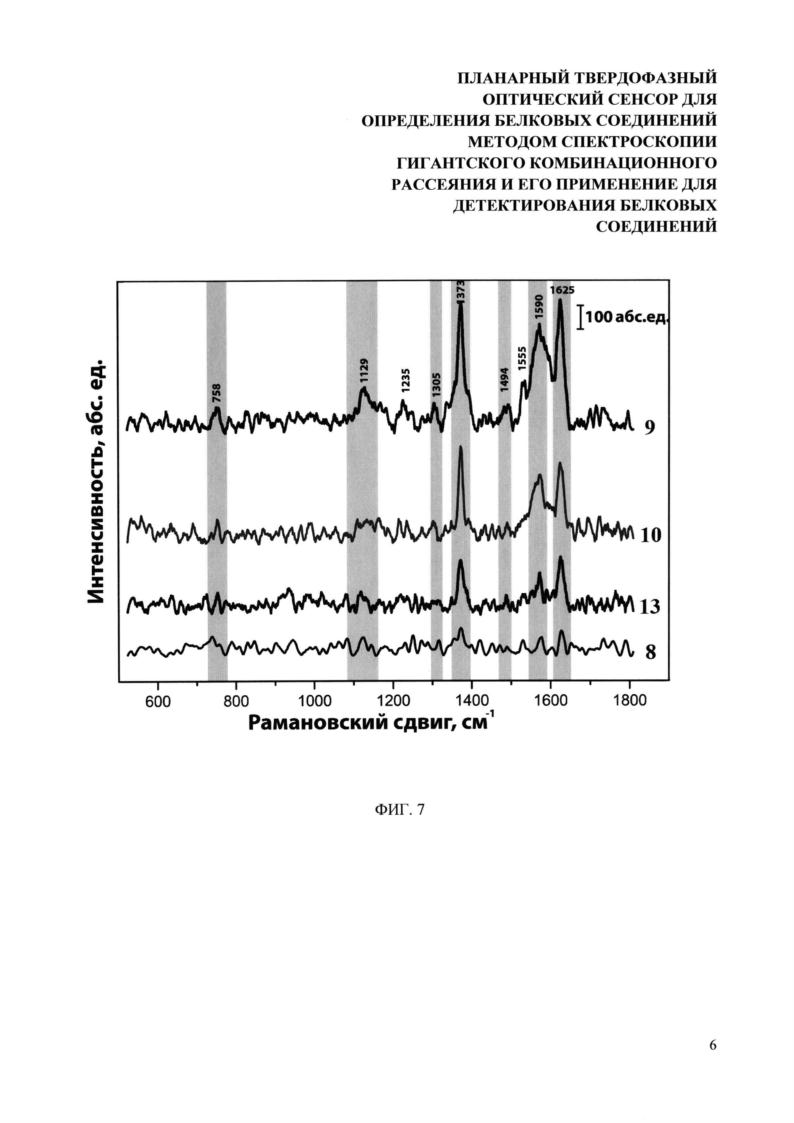 ПЛАНАРНЫЙ ТВЕРДОФАЗНЫЙ
ОПТИЧЕСКИЙ СЕНСОР ДЛЯ
ОПРЕДЕЛЕНИЯ БЕЛКОВЫХ СОЕДИНЕНИЙ
МЕТОДОМ СПЕКТРОСКОПИИ
ГИГАНТСКОГО КОМБИНАЦИОННОГО
РАССЕЯНИЯ И ЕГО ПРИМЕНЕНИЕ ДЛЯ
ДЕТЕКТИРОВАНИЯ БЕЛКОВЫХ
СОЕДИНЕНИЙ
758
1129
1235
1305
1373
1494
1555
1590
1625
100 абс.ед.
9
10
13
8
Интенсивность, абс. ед.
600 800 1000 1200 1400 1600 1800
Рамановский сдвиг, см⁻¹
ФИГ. 7
6